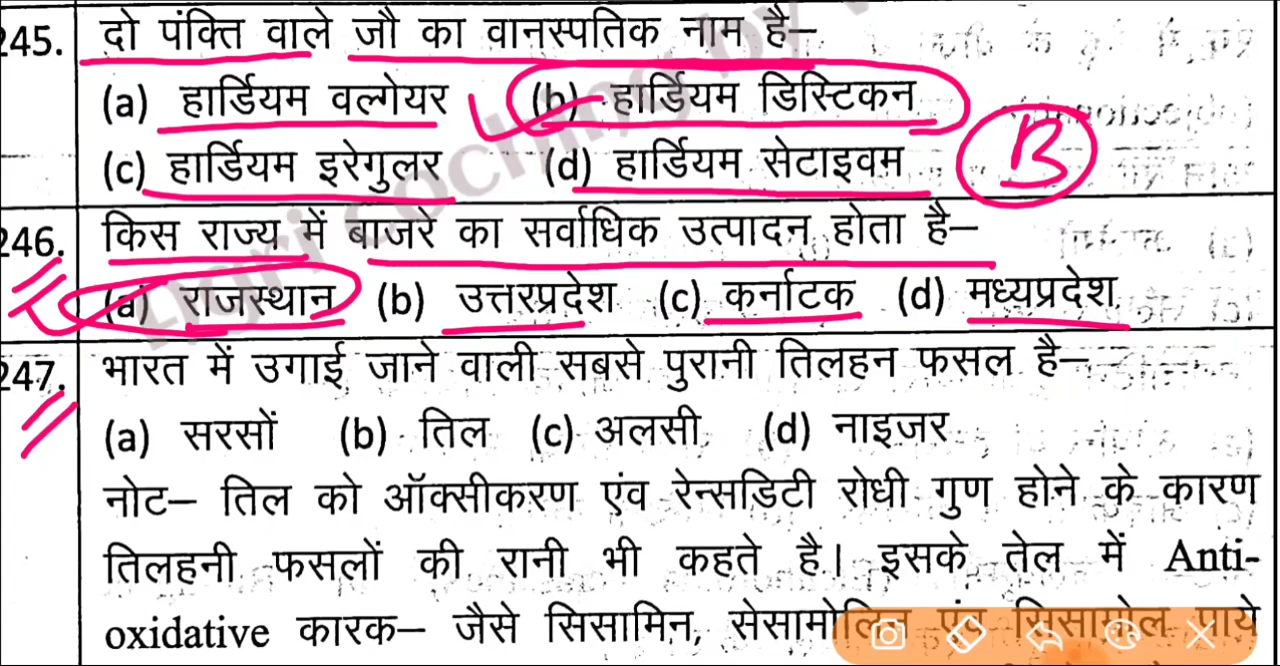 245. दो पंक्ति वाले जौ का वानस्पतिक नाम है–
(a) हार्डियम वल्गेयर (b) हार्डियम डिस्टिकन
(c) हार्डियम इरेगुलर (d) हार्डियम सेटाइवम
B
246. किस राज्य में बाजरे का सर्वाधिक उत्पादन होता है–
(a) राजस्थान (b) उत्तरप्रदेश (c) कर्नाटक (d) मध्यप्रदेश
247. भारत में उगाई जाने वाली सबसे पुरानी तिलहन फसल है–
(a) सरसों (b) तिल (c) अलसी (d) नाइजर
नोट– तिल को ऑक्सीकरण एंव रेन्सडिटी रोधी गुण होने के कारण
तिलहनी फसलों की रानी भी कहते है। इसके तेल में Anti-
oxidative कारक– जैसे सिसामिन, सेसामोलिन एंव सिसामोल पाये